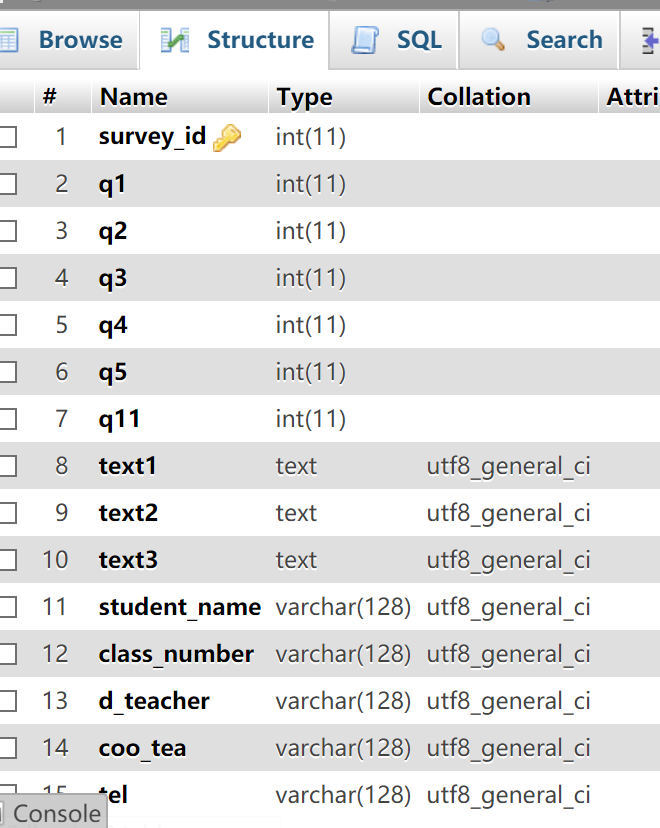 Browse Structure SQL Search
# Name Type Collation Attri
1 survey_id int(11)
2 q1 int(11)
3 q2 int(11)
4 q3 int(11)
5 q4 int(11)
6 q5 int(11)
7 q11 int(11)
8 text1 text utf8_general_ci
9 text2 text utf8_general_ci
10 text3 text utf8_general_ci
11 student_name varchar(128) utf8_general_ci
12 class_number varchar(128) utf8_general_ci
13 d_teacher varchar(128) utf8_general_ci
14 coo_tea varchar(128) utf8_general_ci
15 tel varchar(128) utf8_general_ci
Console